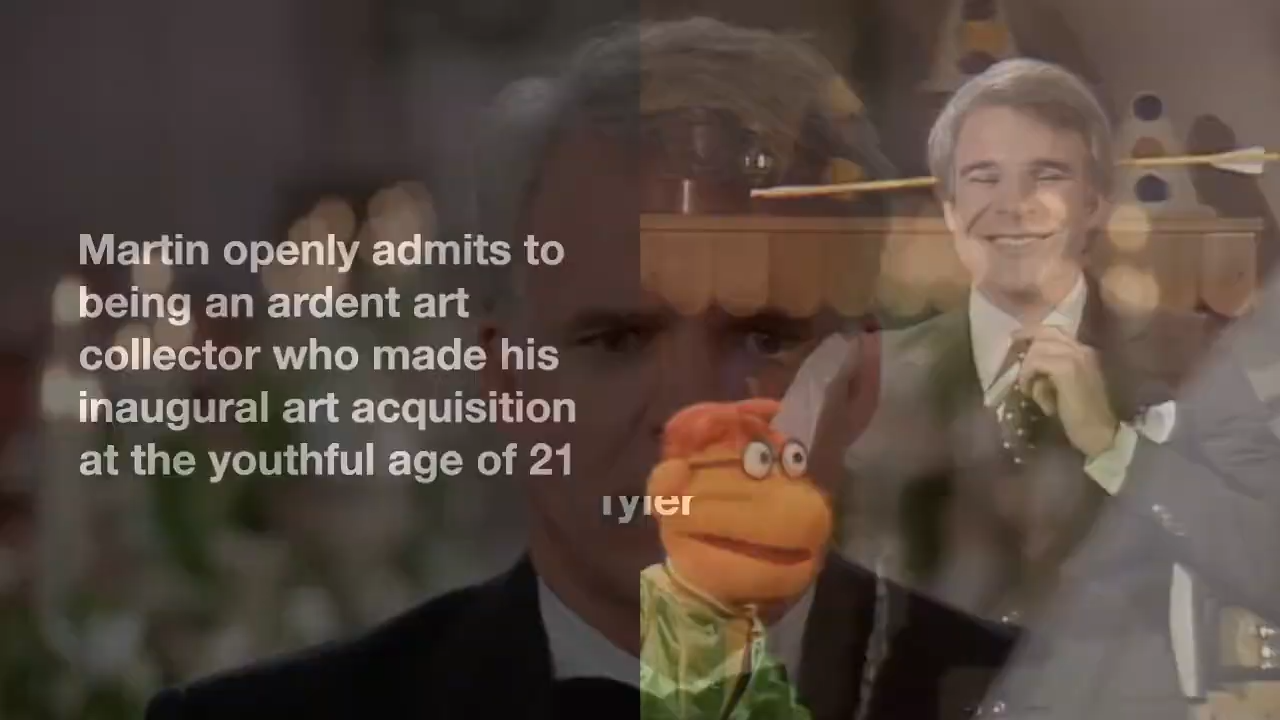 Martin openly admits to
being an ardent art
collector who made his
inaugural art acquisition
at the youthful age of 21
Tyler